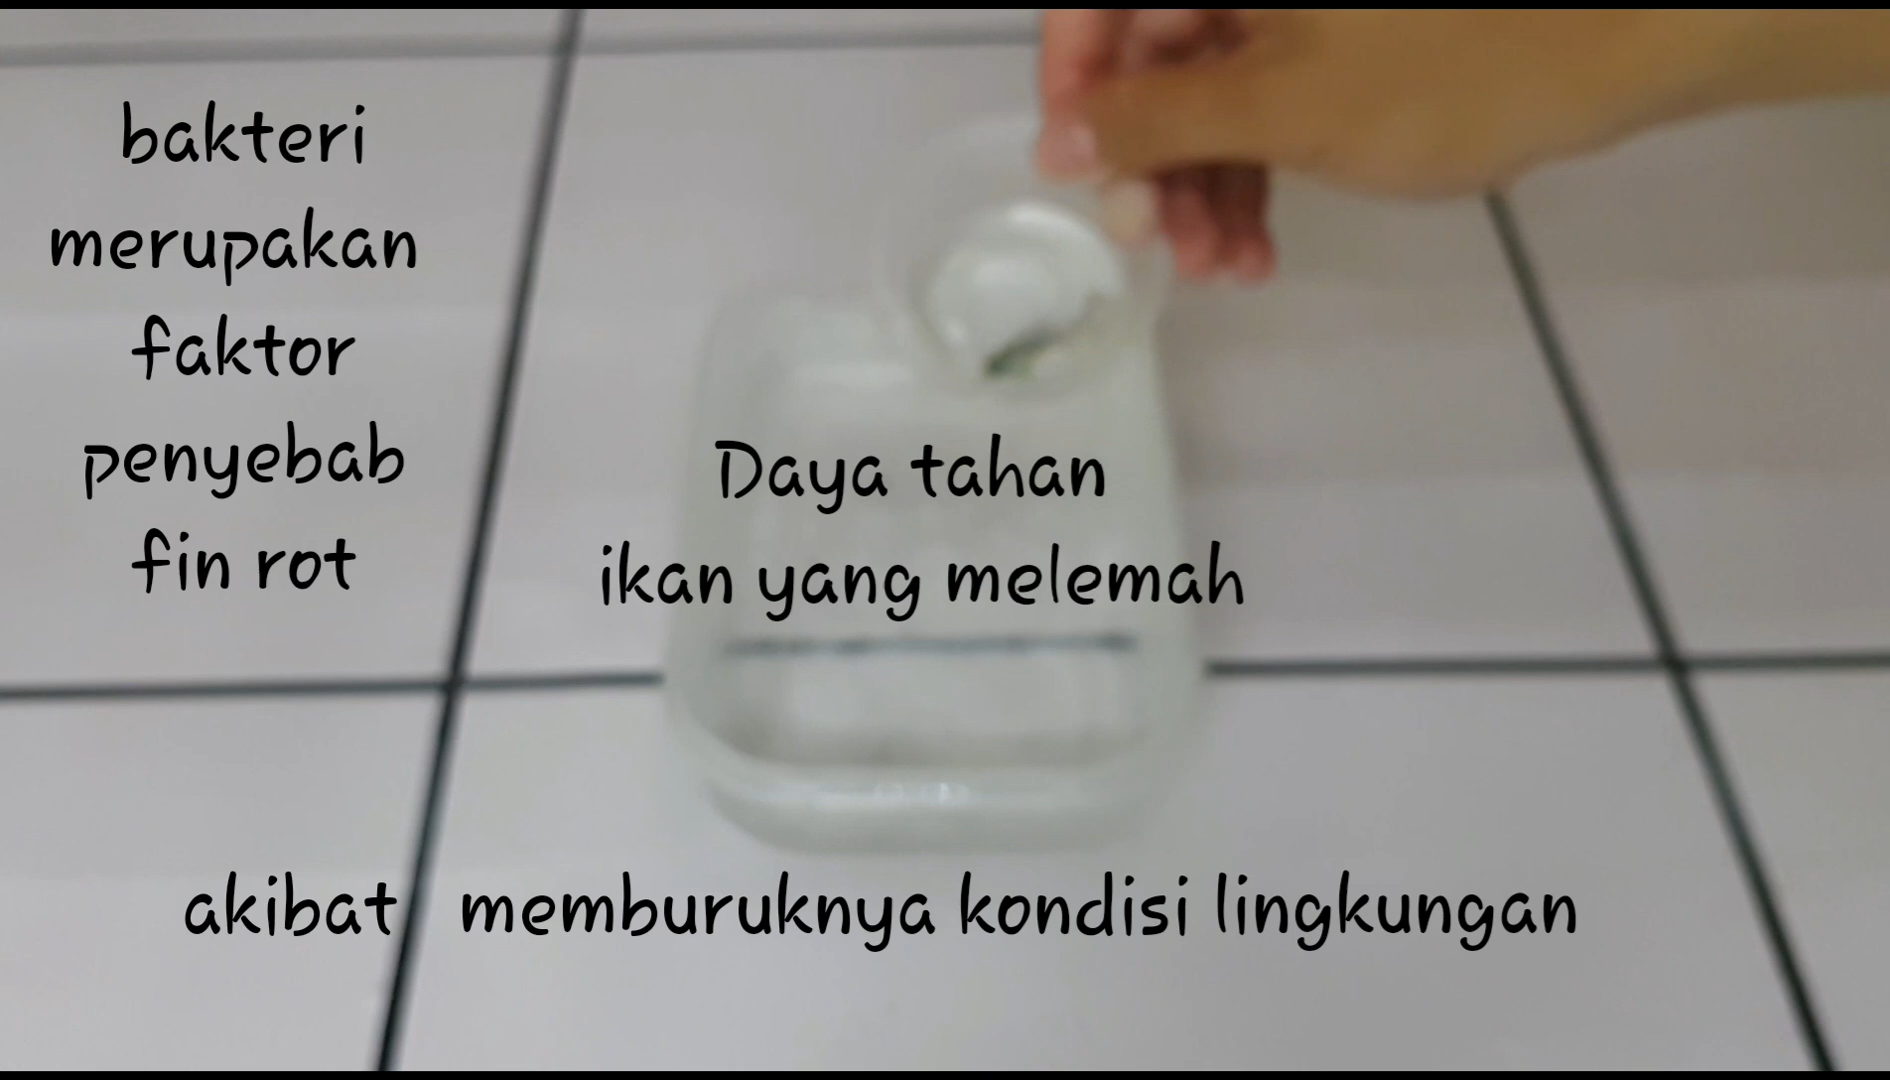 bakteri
merupakan
faktor
penyebab
fin rot
Daya tahan
ikan yang melemah
akibat memburuknya kondisi lingkungan